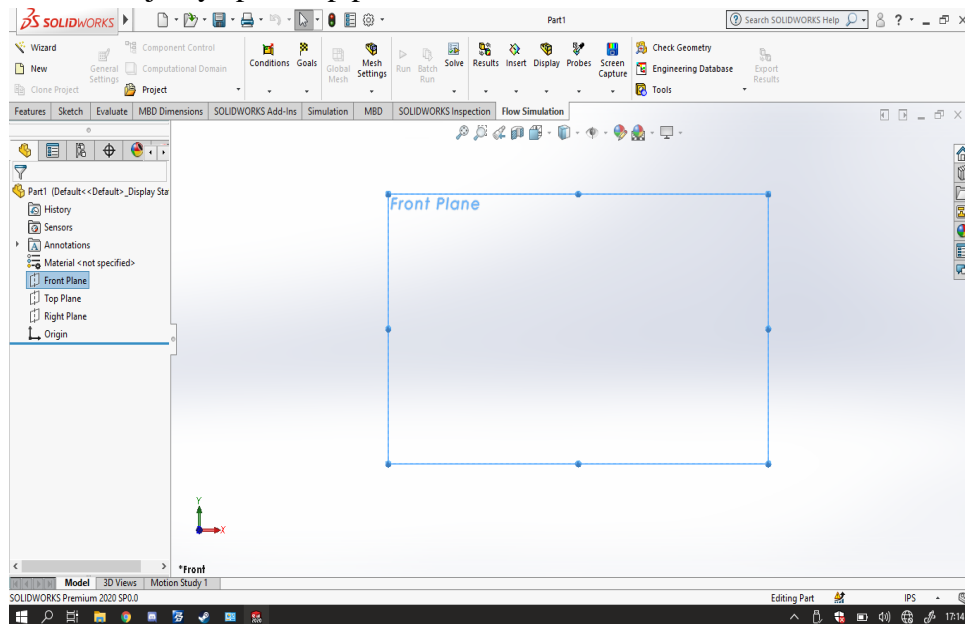 SOLIDWORKS
Part1
Search SOLIDWORKS Help
?
Wizard
New
Clone Project
General Settings
Component Control
Computational Domain
Project
Conditions
Goals
Global Mesh
Mesh Settings
Run
Batch Run
Solve
Results
Insert
Display
Probes
Screen Capture
Check Geometry
Engineering Database
Tools
Export Results
Features
Sketch
Evaluate
MBD Dimensions
SOLIDWORKS Add-Ins
Simulation
MBD
SOLIDWORKS Inspection
Flow Simulation
Part1 (Default<<Default>_Display Sta
History
Sensors
Annotations
Material <not specified>
Front Plane
Top Plane
Right Plane
Origin
Front Plane
Y
X
*Front
Model
3D Views
Motion Study 1
SOLIDWORKS Premium 2020 SP0.0
Editing Part
IPS
17:14